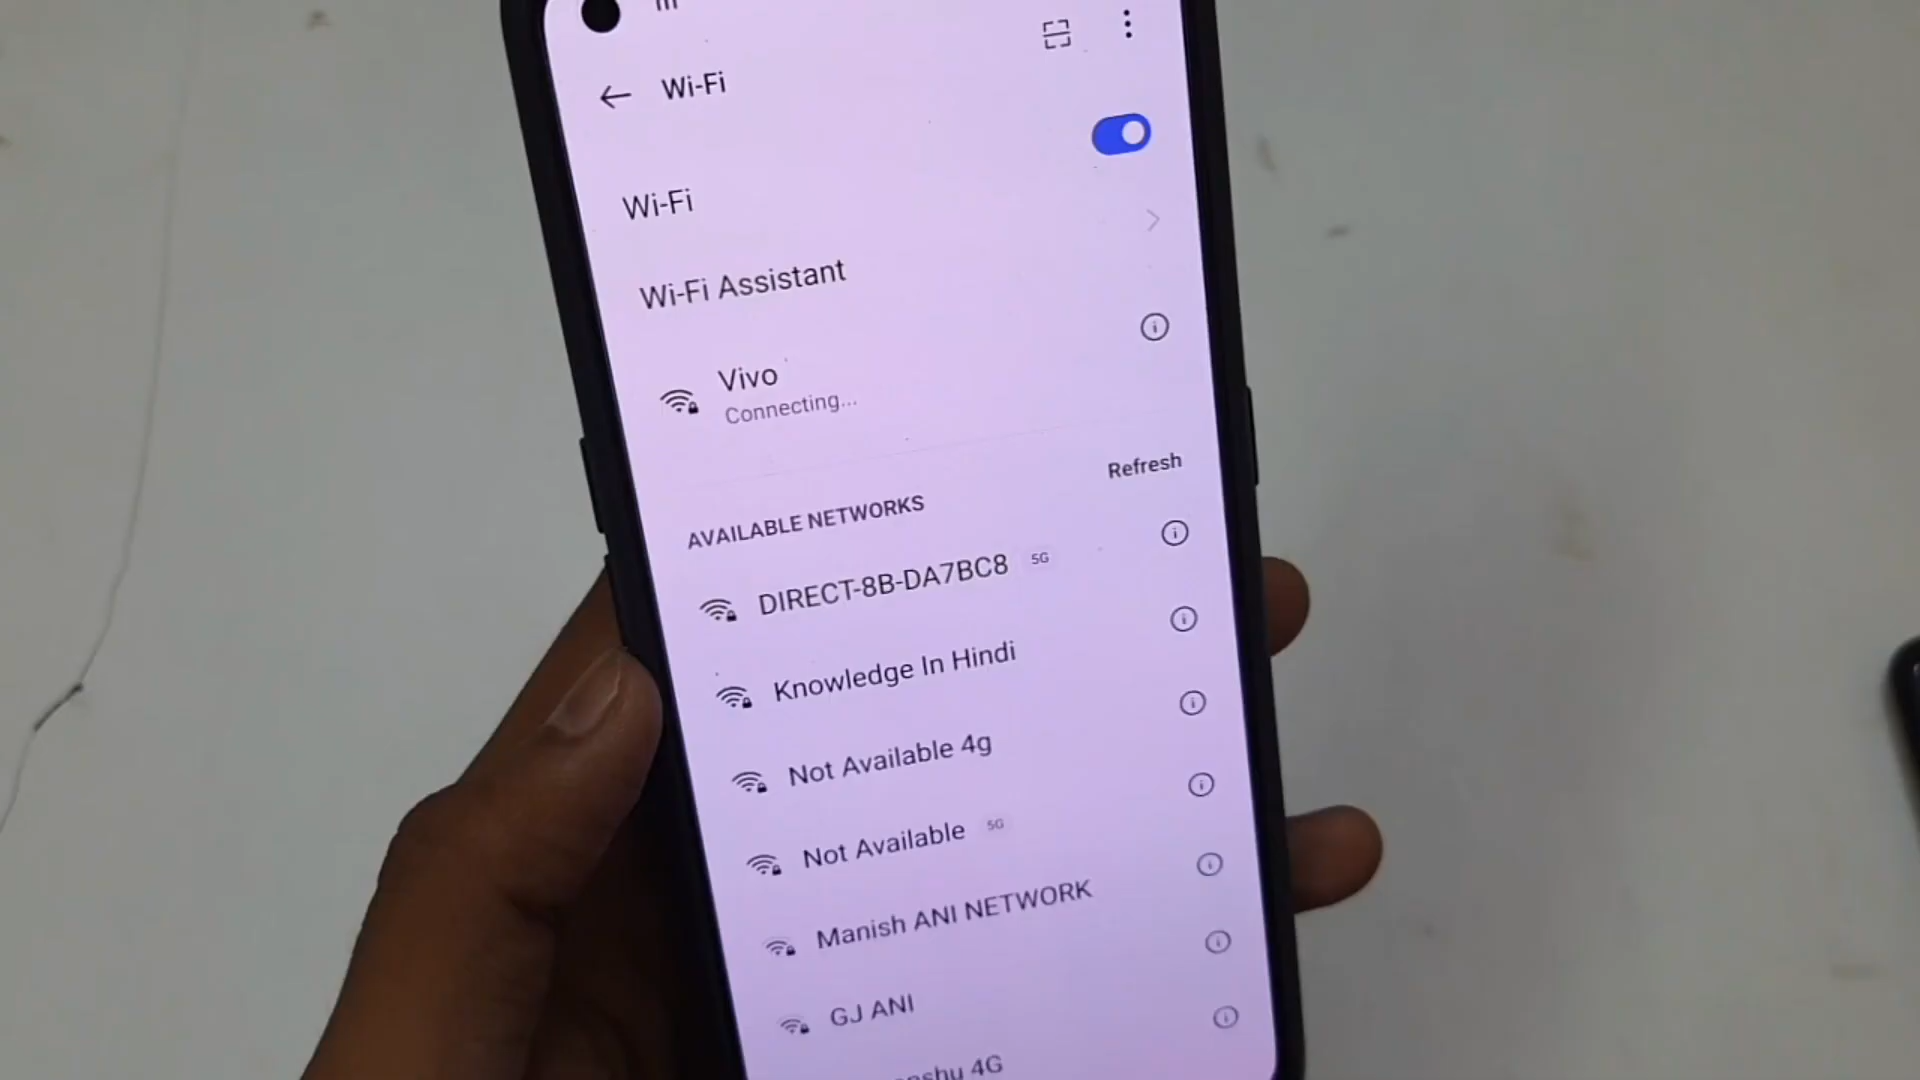 Wi-Fi
Wi-Fi
Wi-Fi Assistant
Vivo
Connecting...
Refresh
AVAILABLE NETWORKS
DIRECT-8B-DA7BC8 5G
Knowledge In Hindi
Not Available 4g
Not Available 5G
Manish ANI NETWORK
GJ ANI
4G